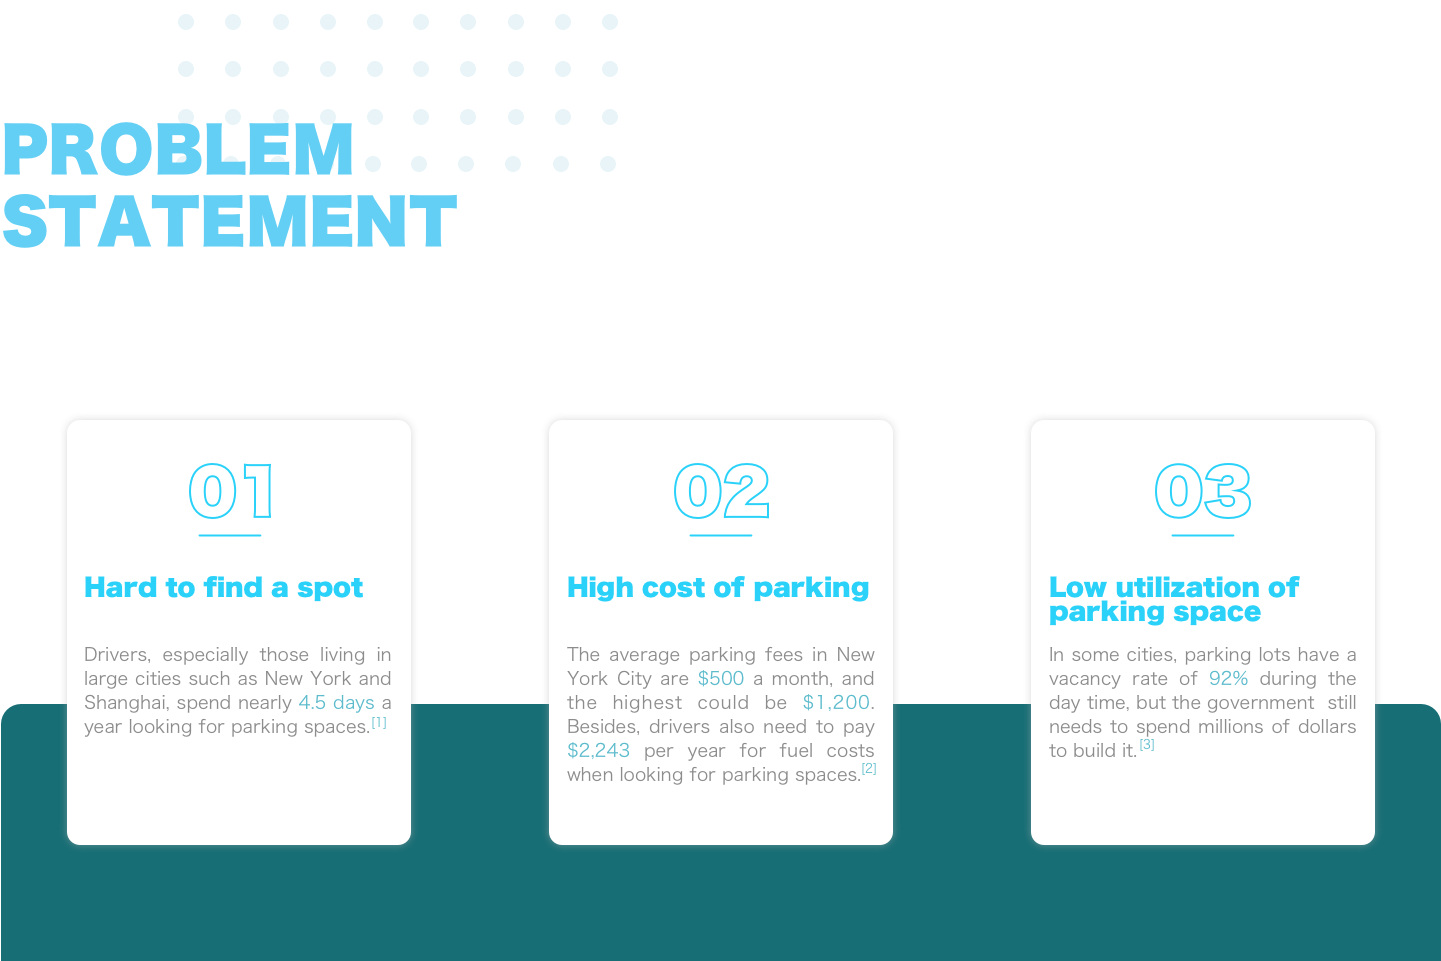 PROBLEM
STATEMENT
01
Hard to find a spot
Drivers, especially those living in
large cities such as New York and
Shanghai, spend nearly 4.5 days a
year looking for parking spaces.[1]
02
High cost of parking
The average parking fees in New
York City are $500 a month, and
the highest could be $1,200.
Besides, drivers also need to pay
$2,243 per year for fuel costs
when looking for parking spaces.[2]
03
Low utilization of
parking space
In some cities, parking lots have a
vacancy rate of 92% during the
day time, but the government still
needs to spend millions of dollars
to build it.[3]